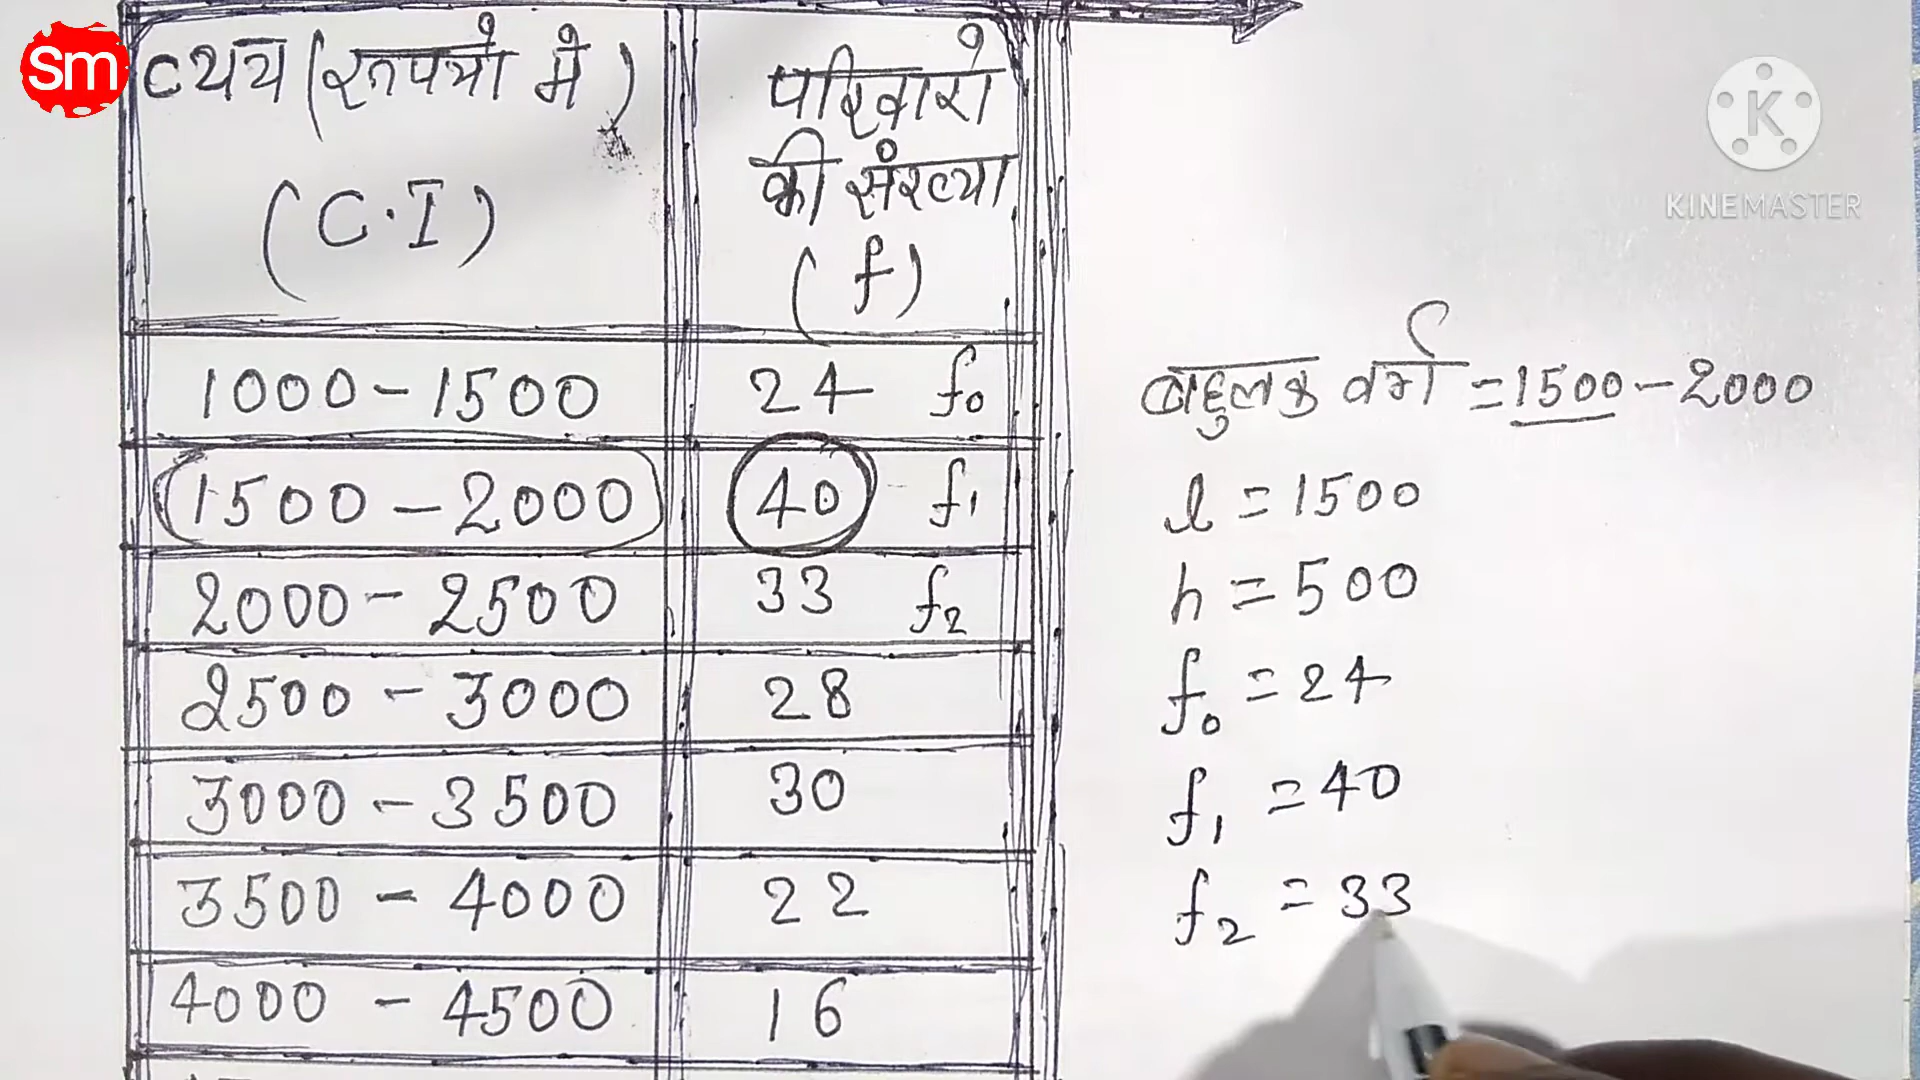 Sm
व्यय (रुपयो मे)
(C.I)
परिवारो
की संख्या
(f)
1000-1500 24 f0
1500-2000 40 f1
2000-2500 33 f2
2500-3000 28
3000-3500 30
3500-4000 22
4000-4500 16
K
KINEMASTER
बहुलक वर्ग =1500-2000
l = 1500
h = 500
f0 = 24
f1 = 40
f2 = 33